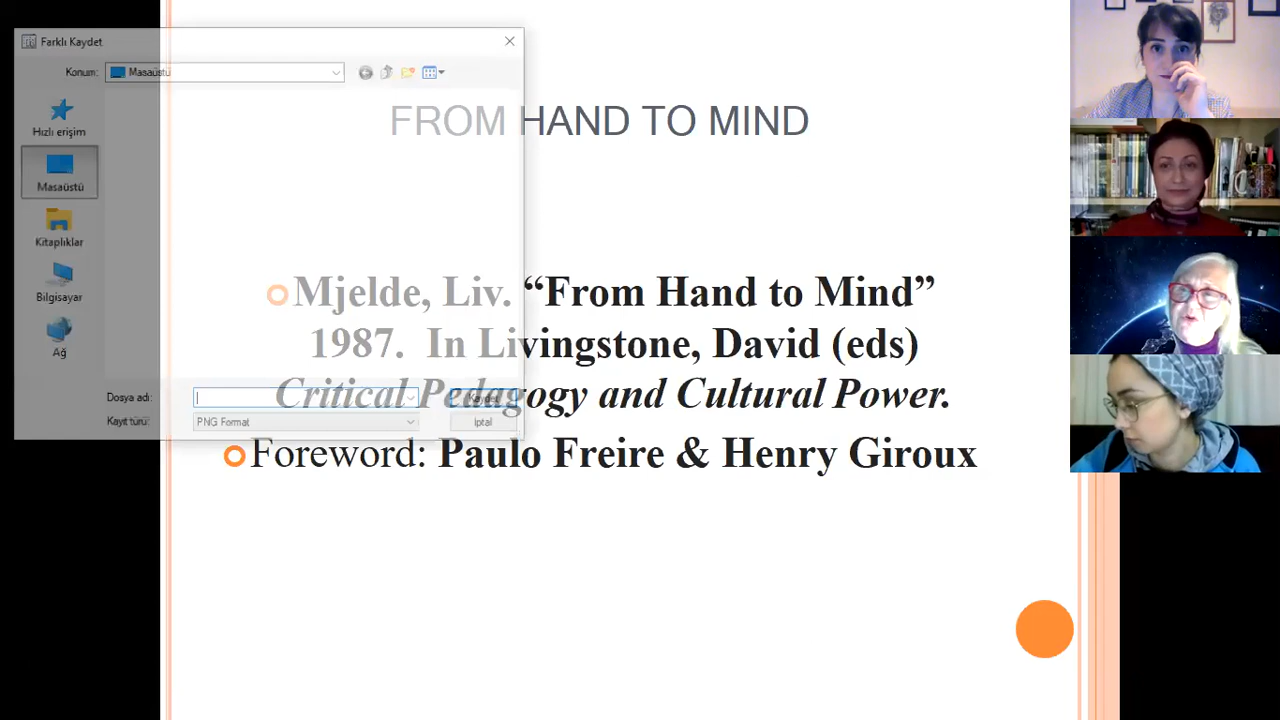 Farklı Kaydet
Konum: Masaüstü
Hızlı erişim
Masaüstü
Kitaplıklar
Bilgisayar
Ağ
Dosya adı:
Kaydet
Kayıt türü: PNG Format
İptal
FROM HAND TO MIND
Mjelde, Liv. “From Hand to Mind”
1987. In Livingstone, David (eds)
Critical Pedagogy and Cultural Power.
Foreword: Paulo Freire & Henry Giroux